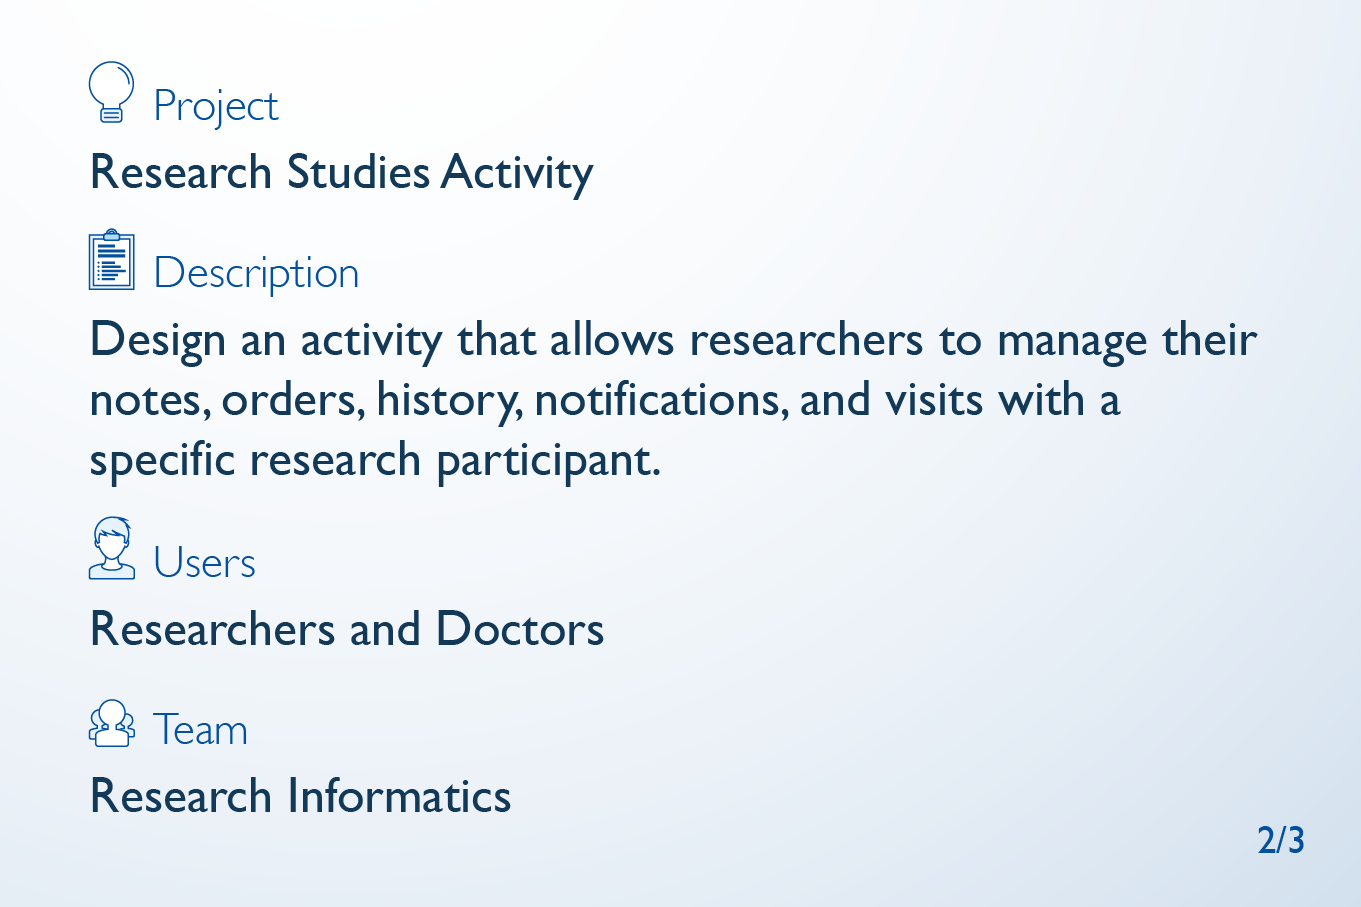 Project
Research Studies Activity
Description
Design an activity that allows researchers to manage their
notes, orders, history, notifications, and visits with a
specific research participant.
Users
Researchers and Doctors
Team
Research Informatics
2/3